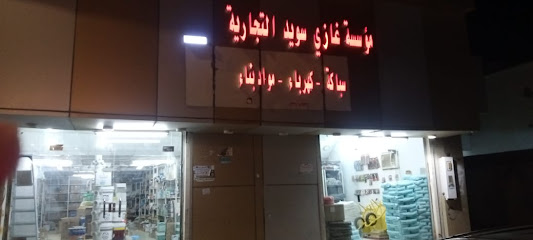 مؤسسة غازي سويد التجارية
سباكة - كهرباء - مواد بناء